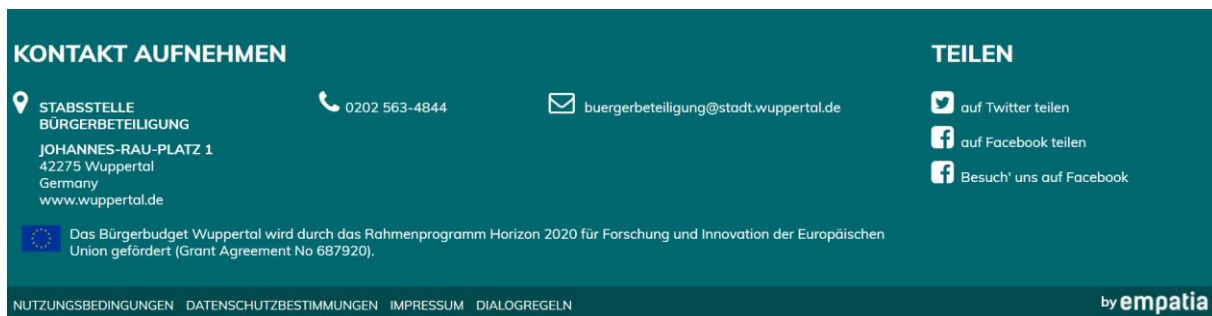 KONTAKT AUFNEHMEN
STABSSTELLE
BÜRGERBETEILIGUNG
JOHANNES-RAU-PLATZ 1
42275 Wuppertal
Germany
www.wuppertal.de
0202 563-4844
buergerbeteiligung@stadt.wuppertal.de
TEILEN
auf Twitter teilen
auf Facebook teilen
Besuch' uns auf Facebook
Das Bürgerbudget Wuppertal wird durch das Rahmenprogramm Horizon 2020 für Forschung und Innovation der Europäischen
Union gefördert (Grant Agreement No 687920).
NUTZUNGSBEDINGUNGEN DATENSCHUTZBESTIMMUNGEN IMPRESSUM DIALOGREGELN
by empatia